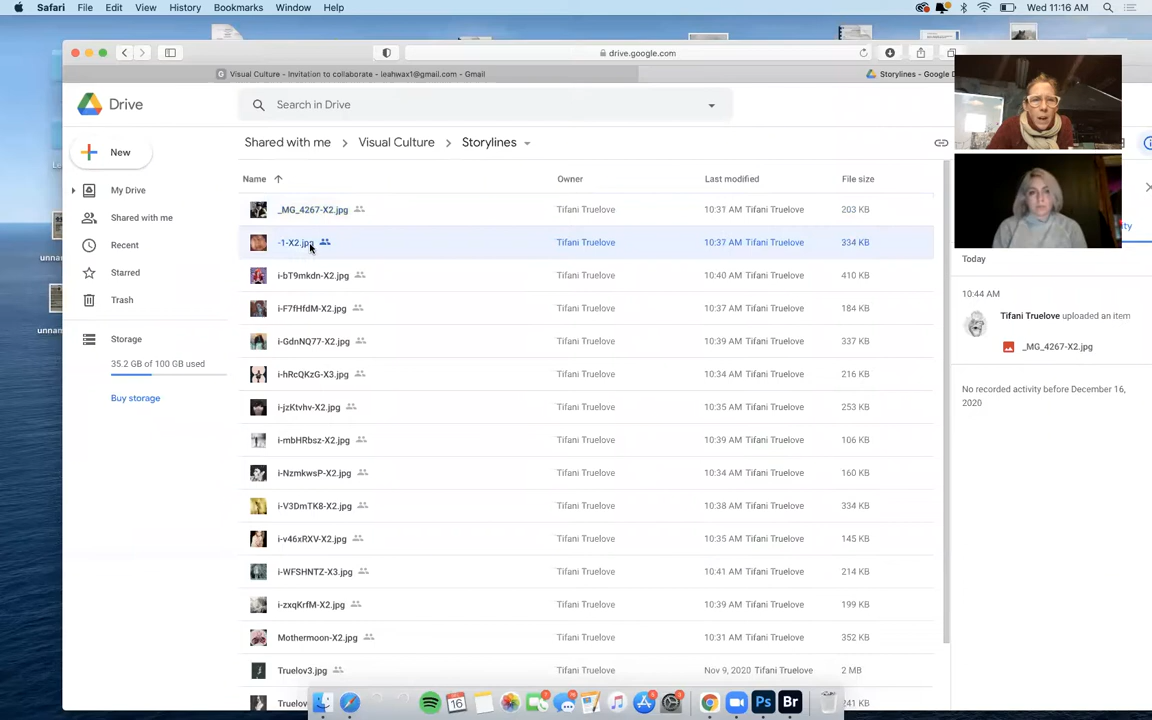 Safari File Edit View History Bookmarks Window Help Wed 11:16 AM
drive.google.com
Visual Culture - Invitation to collaborate - leahwax1@gmail.com - Gmail Storylines - Google D
Drive Search in Drive
New Shared with me Visual Culture Storylines
Name Owner Last modified File size
My Drive
Shared with me
Recent
Starred
Trash
Storage
35.2 GB of 100 GB used
Buy storage
_MG_4267-X2.jpg Tifani Truelove 10:31 AM Tifani Truelove 203 KB
-1-X2.jpg Tifani Truelove 10:37 AM Tifani Truelove 334 KB
i-bT9mkdn-X2.jpg Tifani Truelove 10:40 AM Tifani Truelove 410 KB
i-F7fHfdM-X2.jpg Tifani Truelove 10:37 AM Tifani Truelove 184 KB
i-GdnNQ77-X2.jpg Tifani Truelove 10:39 AM Tifani Truelove 337 KB
i-hRcQKzG-X3.jpg Tifani Truelove 10:34 AM Tifani Truelove 216 KB
i-jzKtvhv-X2.jpg Tifani Truelove 10:35 AM Tifani Truelove 253 KB
i-mbHRbsz-X2.jpg Tifani Truelove 10:39 AM Tifani Truelove 106 KB
i-NzmkwsP-X2.jpg Tifani Truelove 10:34 AM Tifani Truelove 160 KB
i-V3DmTK8-X2.jpg Tifani Truelove 10:38 AM Tifani Truelove 334 KB
i-v46xRXV-X2.jpg Tifani Truelove 10:35 AM Tifani Truelove 145 KB
i-WFSHNTZ-X3.jpg Tifani Truelove 10:41 AM Tifani Truelove 214 KB
i-zxqKrfM-X2.jpg Tifani Truelove 10:39 AM Tifani Truelove 199 KB
Mothermoon-X2.jpg Tifani Truelove 10:31 AM Tifani Truelove 352 KB
Truelov3.jpg Tifani Truelove Nov 9, 2020 Tifani Truelove 2 MB
Truelov 241 KB
ity
Today
10:44 AM
Tifani Truelove uploaded an item
_MG_4267-X2.jpg
No recorded activity before December 16,
2020
unnam
unnam
16
Ps Br